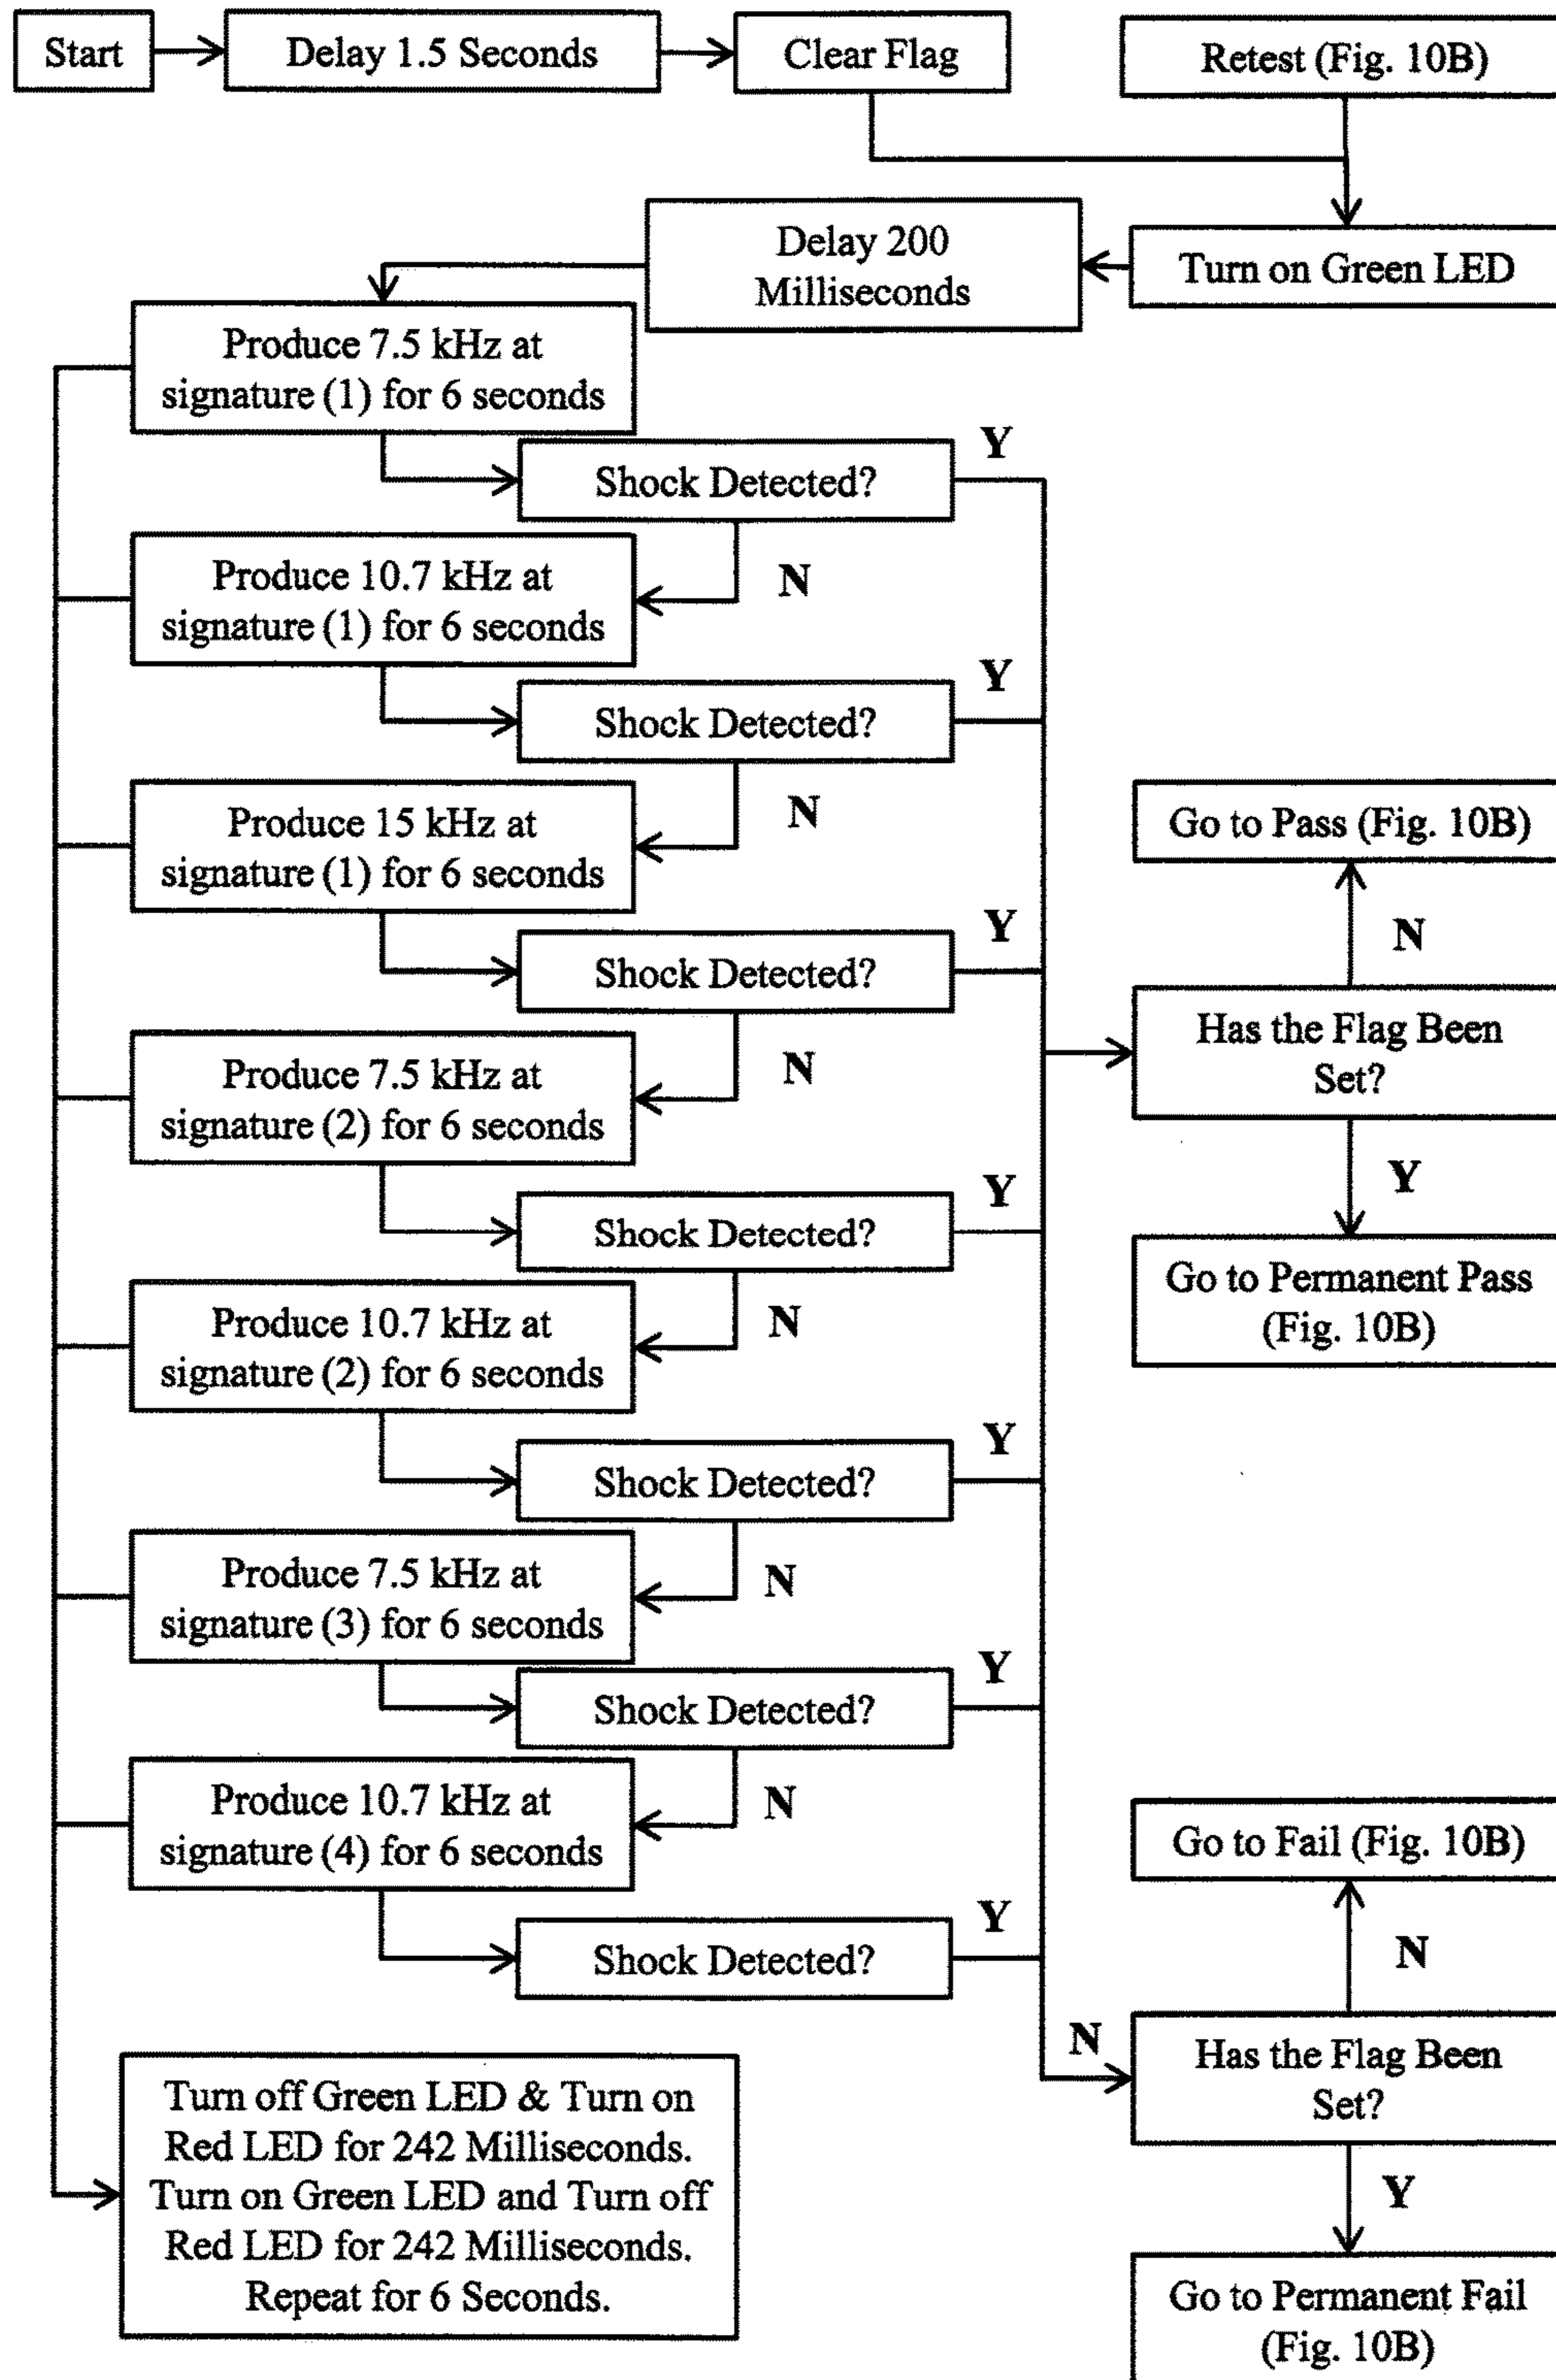 Start
Delay 1.5 Seconds
Clear Flag
Retest (Fig. 10B)
Delay 200
Milliseconds
Turn on Green LED
Produce 7.5 kHz at
signature (1) for 6 seconds
Shock Detected?
Y
N
Produce 10.7 kHz at
signature (1) for 6 seconds
Shock Detected?
Y
N
Produce 15 kHz at
signature (1) for 6 seconds
Shock Detected?
Y
N
Produce 7.5 kHz at
signature (2) for 6 seconds
Shock Detected?
Y
N
Produce 10.7 kHz at
signature (2) for 6 seconds
Shock Detected?
Y
N
Produce 7.5 kHz at
signature (3) for 6 seconds
Shock Detected?
Y
N
Produce 10.7 kHz at
signature (4) for 6 seconds
Shock Detected?
Y
N
Go to Pass (Fig. 10B)
N
Has the Flag Been
Set?
Y
Go to Permanent Pass
(Fig. 10B)
Go to Fail (Fig. 10B)
N
Has the Flag Been
Set?
Y
Go to Permanent Fail
(Fig. 10B)
Turn off Green LED & Turn on
Red LED for 242 Milliseconds.
Turn on Green LED and Turn off
Red LED for 242 Milliseconds.
Repeat for 6 Seconds.